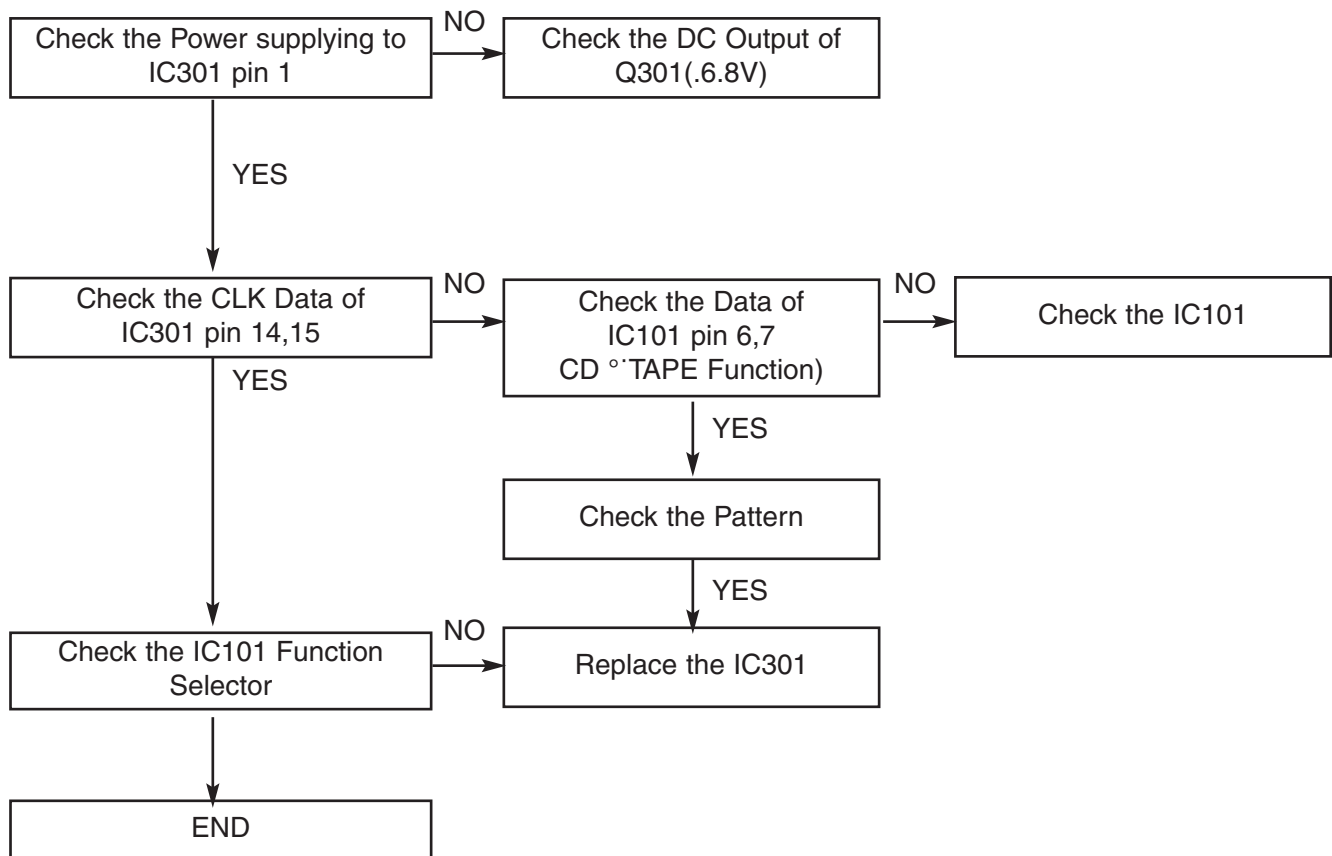 Check the Power supplying to
IC301 pin 1
NO
Check the DC Output of
Q301(.6.8V)
YES
Check the CLK Data of
IC301 pin 14,15
NO
Check the Data of
IC101 pin 6,7
CD °˙TAPE Function)
NO
Check the IC101
YES
YES
Check the Pattern
YES
Check the IC101 Function
Selector
NO
Replace the IC301
END